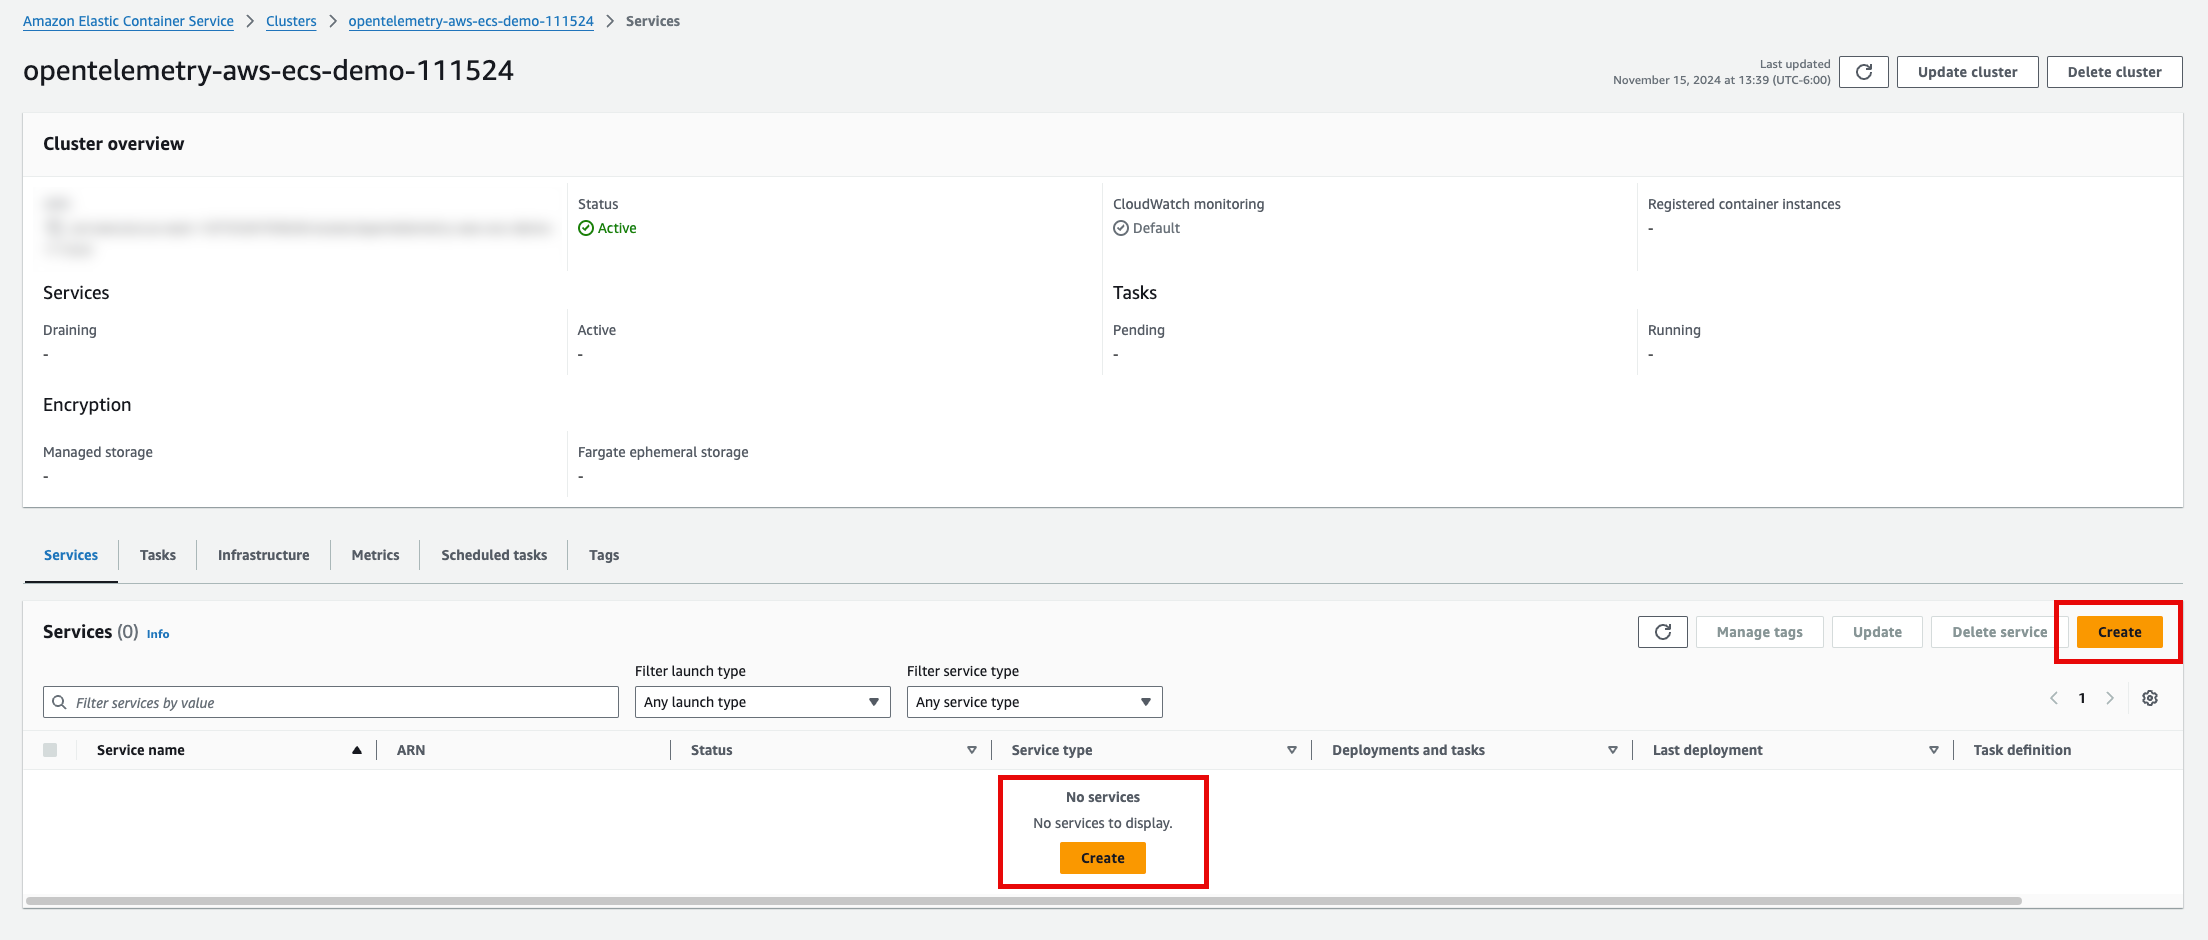 Amazon Elastic Container Service > Clusters > opentelemetry-aws-ecs-demo-111524 > Services
opentelemetry-aws-ecs-demo-111524
Last updated
November 15, 2024 at 13:39 (UTC-6:00)
Update cluster
Delete cluster
Cluster overview
Status
Active
CloudWatch monitoring
Default
Registered container instances
-
Services
Tasks
Draining
-
Active
-
Pending
-
Running
-
Encryption
Managed storage
-
Fargate ephemeral storage
-
Services Tasks Infrastructure Metrics Scheduled tasks Tags
Services (0) Info
Manage tags
Update
Delete service
Create
Filter launch type
Filter service type
Filter services by value
Any launch type
Any service type
1
Service name ARN Status Service type Deployments and tasks Last deployment Task definition
No services
No services to display.
Create